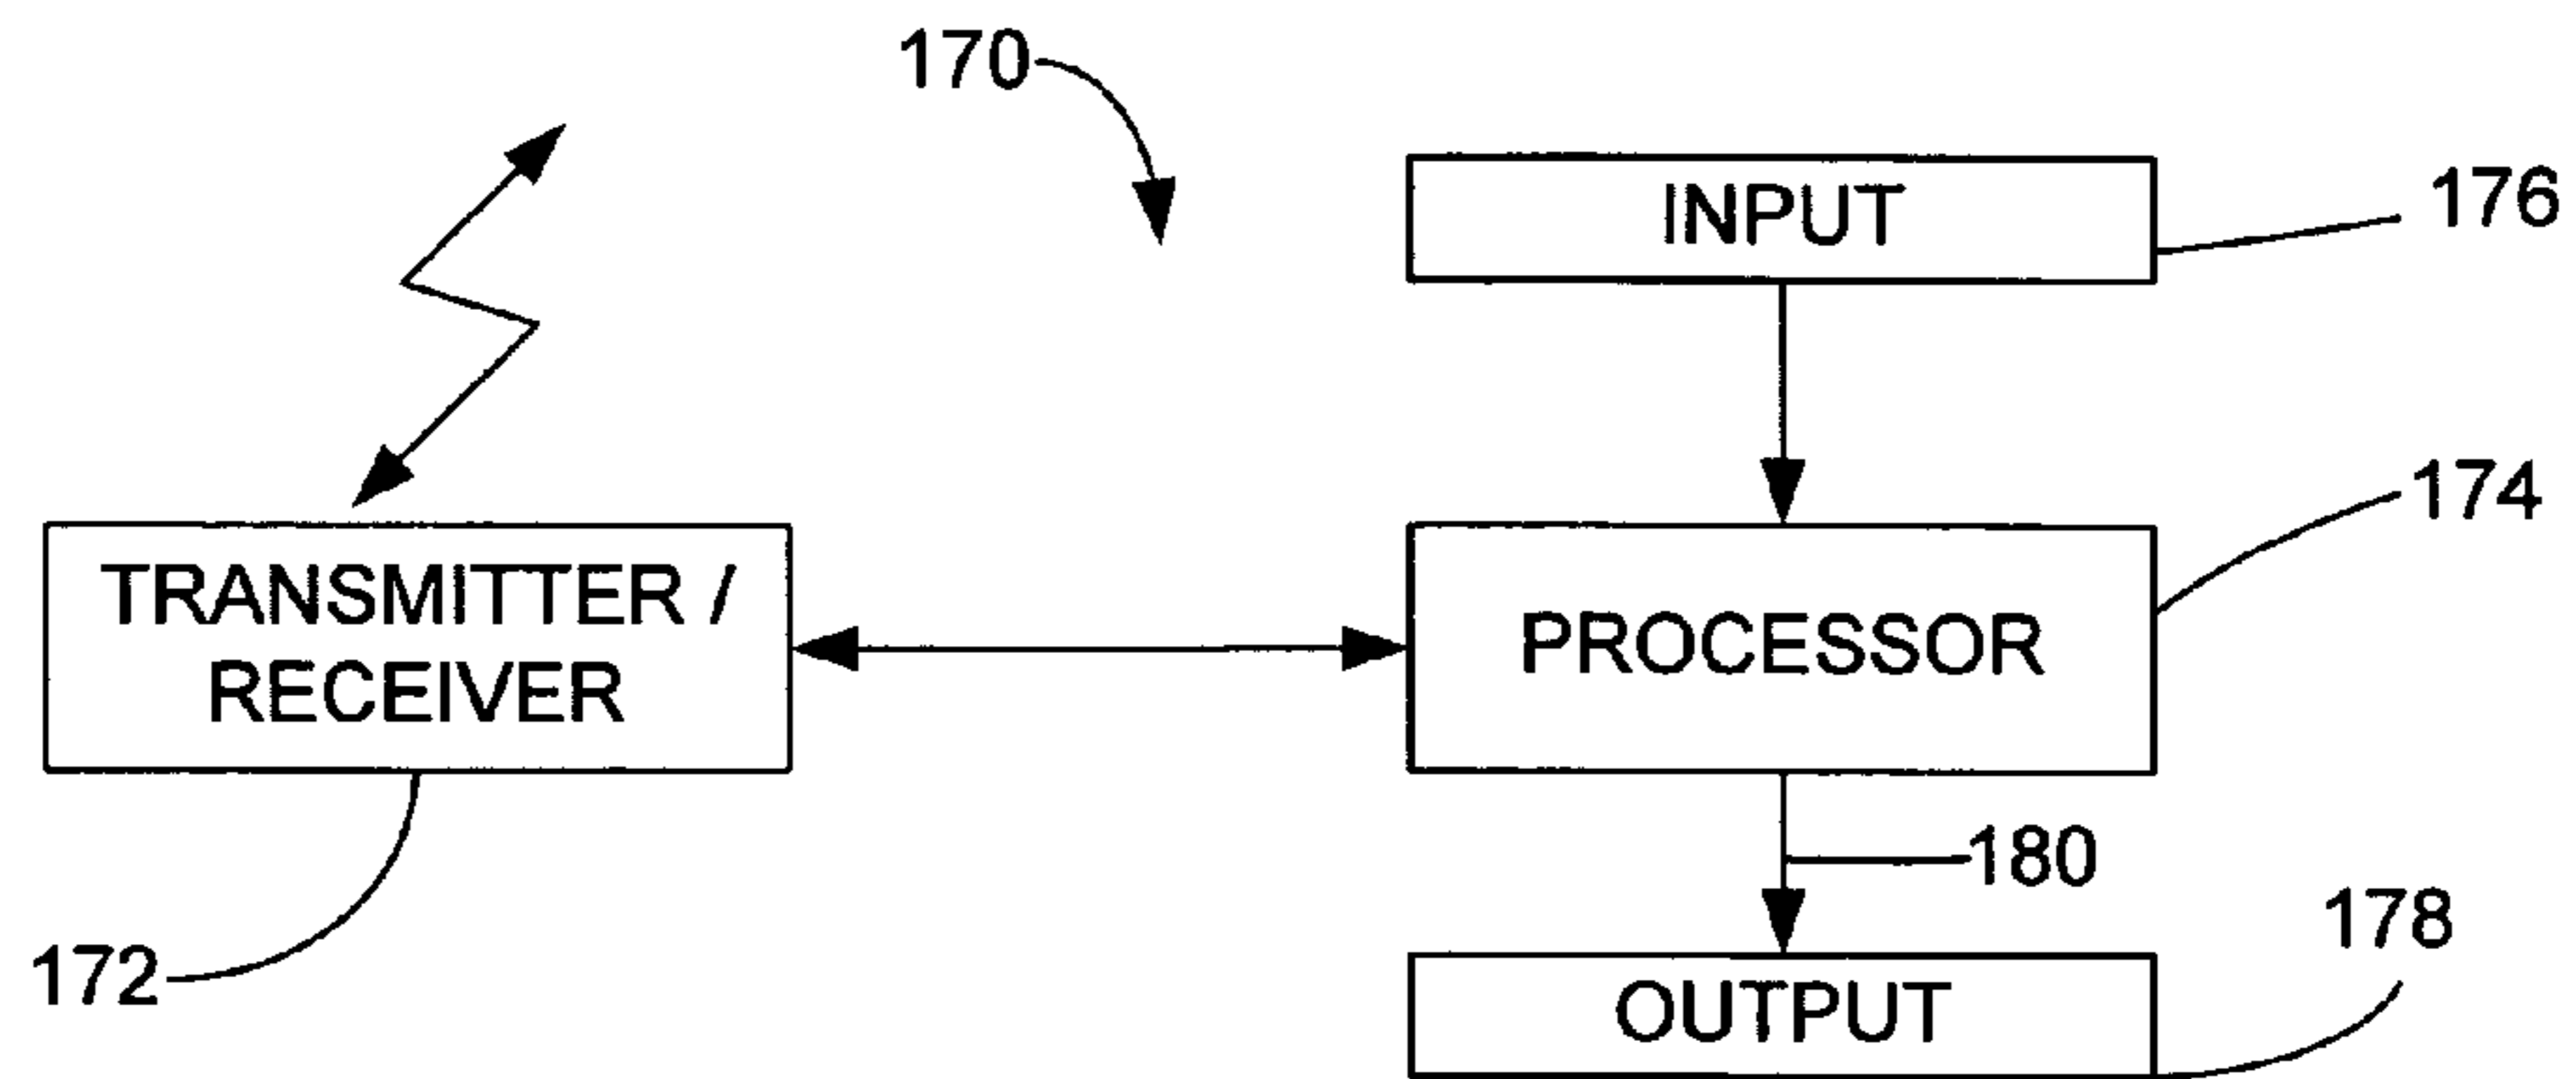 170
INPUT
176
TRANSMITTER /
RECEIVER
PROCESSOR
174
180
172
OUTPUT
178